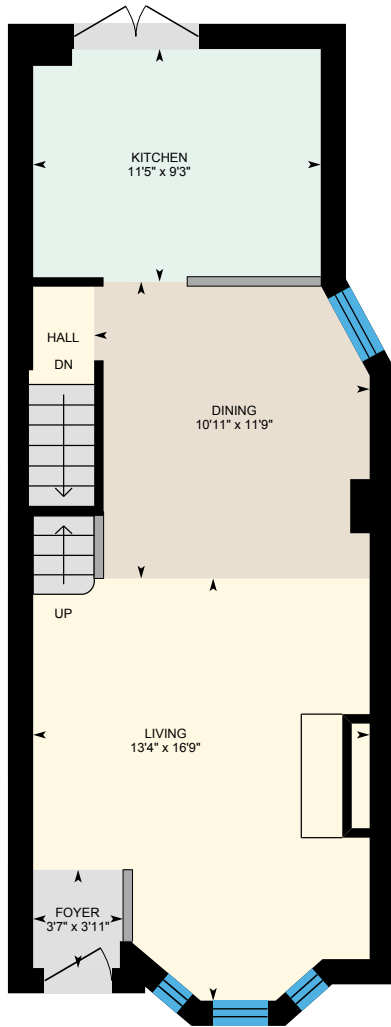 KITCHEN
11'5" x 9'3"
HALL
DN
DINING
10'11" x 11'9"
UP
LIVING
13'4" x 16'9"
FOYER
3'7" x 3'11"